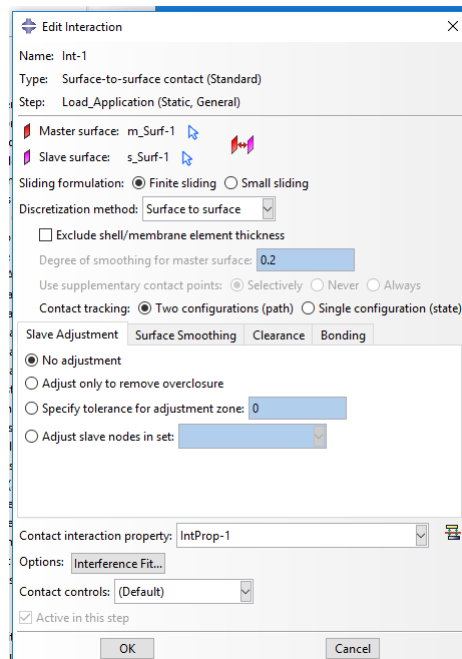 Edit Interaction
Name: Int-1
Type: Surface-to-surface contact (Standard)
Step: Load_Application (Static, General)
Master surface: m_Surf-1
Slave surface: s_Surf-1
Sliding formulation: Finite sliding Small sliding
Discretization method: Surface to surface
Exclude shell/membrane element thickness
Degree of smoothing for master surface: 0.2
Use supplementary contact points: Selectively Never Always
Contact tracking: Two configurations (path) Single configuration (state)
Slave Adjustment Surface Smoothing Clearance Bonding
No adjustment
Adjust only to remove overclosure
Specify tolerance for adjustment zone: 0
Adjust slave nodes in set:
Contact interaction property: IntProp-1
Options: Interference Fit...
Contact controls: (Default)
Active in this step
OK Cancel